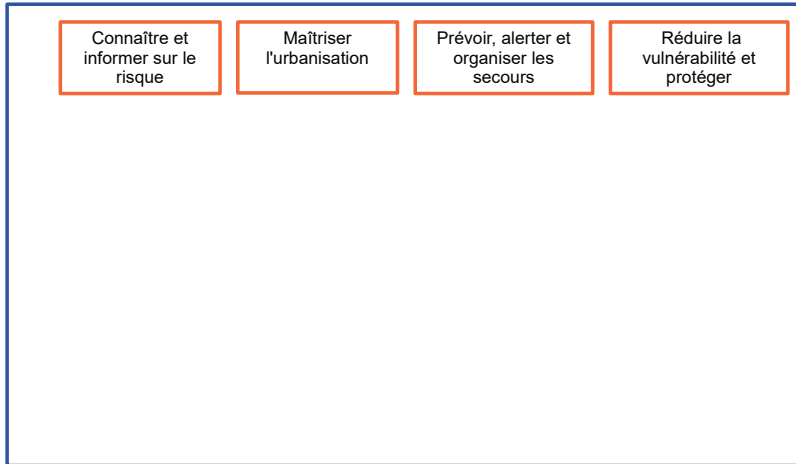 Connaître et
informer sur le
risque
Maîtriser
l'urbanisation
Prévoir, alerter et
organiser les
secours
Réduire la
vulnérabilité et
protéger